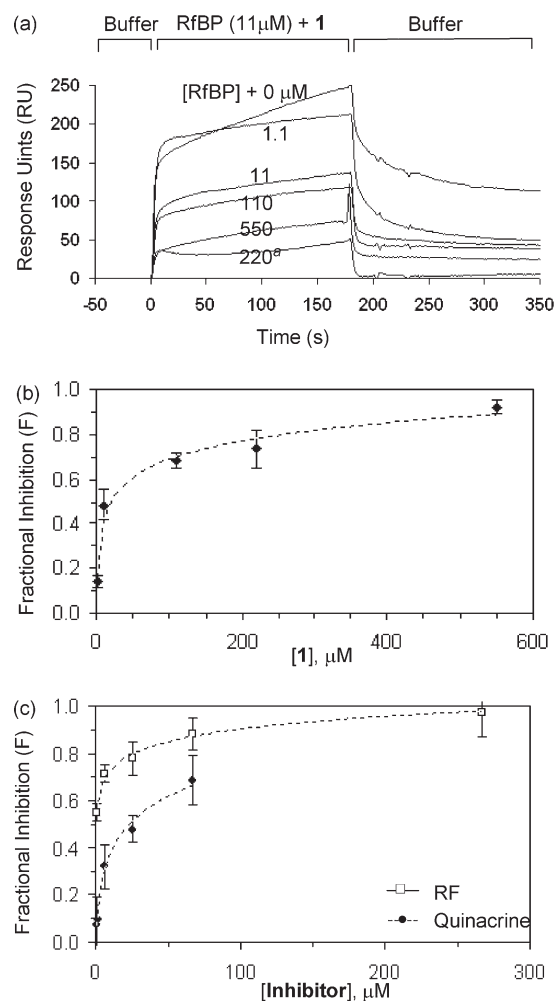 (a)
Buffer RfBP (11μM) + 1 Buffer
Response Uints (RU)
250
200
150
100
50
0
[RfBP] + 0 μM
1.1
11
110
550
220a
-50 0 50 100 150 200 250 300 350
Time (s)
(b)
Fractional Inhibition (F)
1.0
0.8
0.6
0.4
0.2
0.0
0 200 400 600
[1], μM
(c)
Fractional Inhibition (F)
1.0
0.8
0.6
0.4
0.2
0.0
RF
Quinacrine
0 100 200 300
[Inhibitor], μM